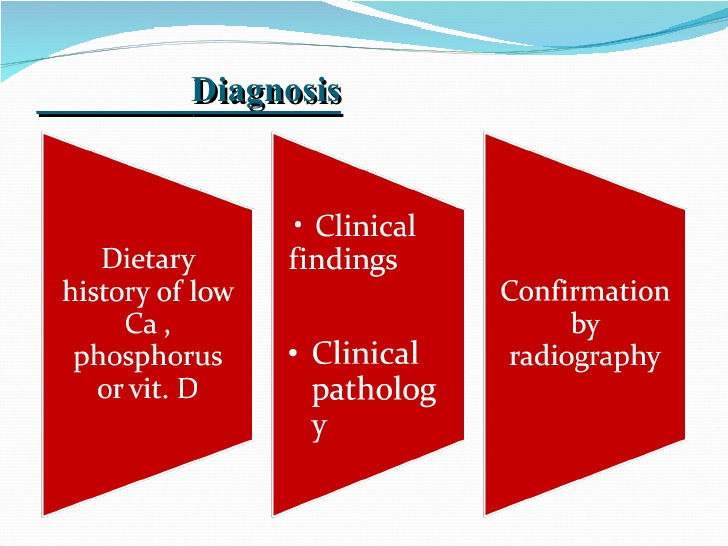 Diagnosis
Dietary
history of low
Ca ,
phosphorus
or vit. D
• Clinical
findings
• Clinical
patholog
y
Confirmation
by
radiography